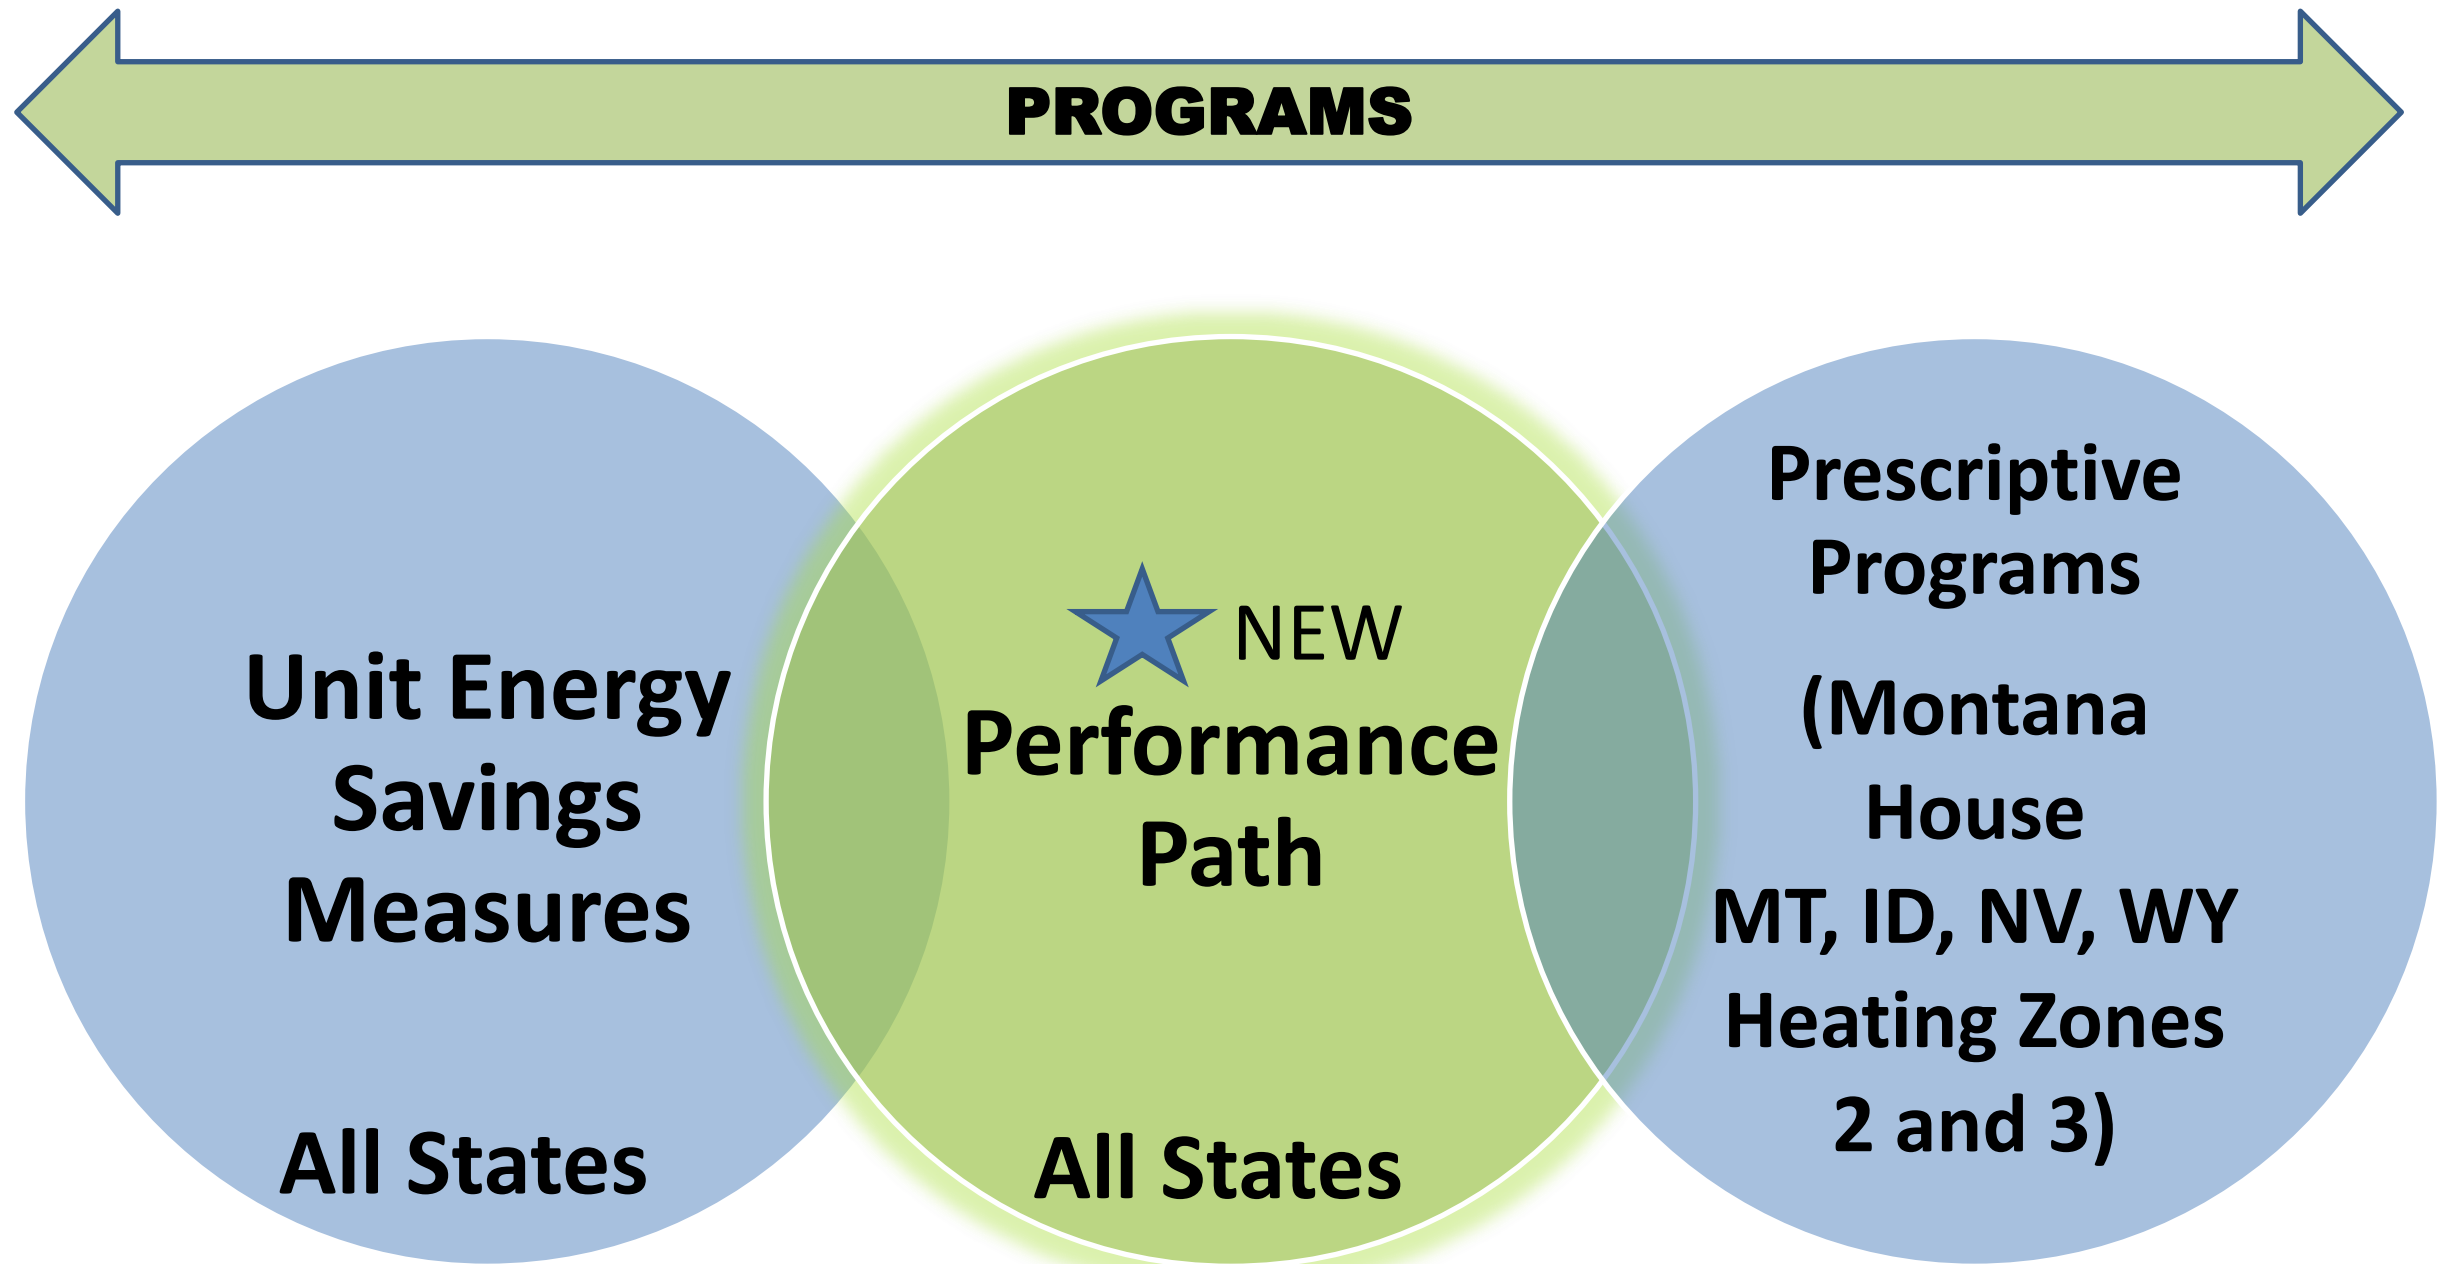 PROGRAMS
Unit Energy
Savings
Measures
All States
NEW
Performance
Path
All States
Prescriptive
Programs
(Montana
House
MT, ID, NV, WY
Heating Zones
2 and 3)